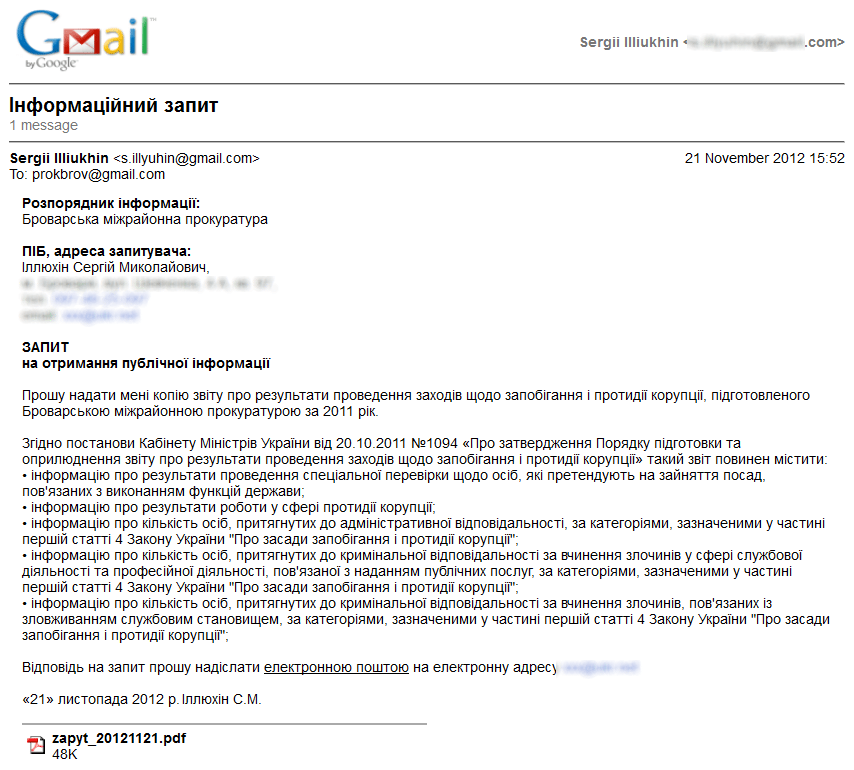 Gmail
by Google™
Sergii Illiukhin < .com>
Інформаційний запит
1 message
Sergii Illiukhin <s.illyuhin@gmail.com> 21 November 2012 15:52
To: prokbrov@gmail.com
Розпорядник інформації:
Броварська міжрайонна прокуратура
ПІБ, адреса запитувача:
Іллюхін Сергій Миколайович,
ЗАПИТ
на отримання публічної інформації
Прошу надати мені копію звіту про результати проведення заходів щодо запобігання і протидії корупції, підготовленого
Броварською міжрайонною прокуратурою за 2011 рік.
Згідно постанови Кабінету Міністрів України від 20.10.2011 №1094 «Про затвердження Порядку підготовки та
оприлюднення звіту про результати проведення заходів щодо запобігання і протидії корупції» такий звіт повинен містити:
• інформацію про результати проведення спеціальної перевірки щодо осіб, які претендують на зайняття посад,
пов'язаних з виконанням функцій держави;
• інформацію про результати роботи у сфері протидії корупції;
• інформацію про кількість осіб, притягнутих до адміністративної відповідальності, за категоріями, зазначеними у частині
першій статті 4 Закону України "Про засади запобігання і протидії корупції";
• інформацію про кількість осіб, притягнутих до кримінальної відповідальності за вчинення злочинів у сфері службової
діяльності та професійної діяльності, пов'язаної з наданням публічних послуг, за категоріями, зазначеними у частині
першій статті 4 Закону України "Про засади запобігання і протидії корупції";
• інформацію про кількість осіб, притягнутих до кримінальної відповідальності за вчинення злочинів, пов'язаних із
зловживанням службовим становищем, за категоріями, зазначеними у частині першій статті 4 Закону України "Про засади
запобігання і протидії корупції";
Відповідь на запит прошу надіслати електронною поштою на електронну адресу
«21» листопада 2012 р. Іллюхін С.М.
zapyt_20121121.pdf
48K